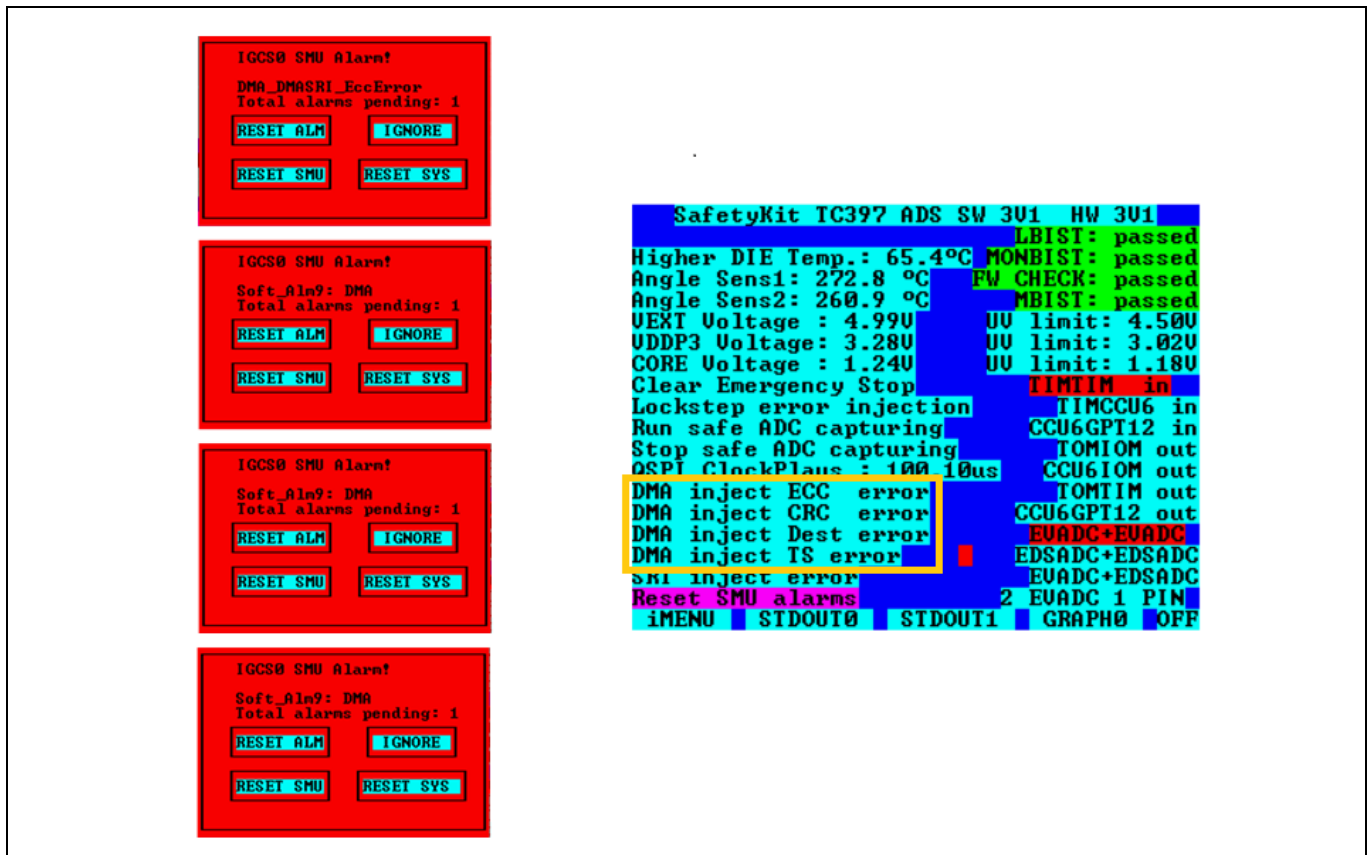 IGCS0 SMU Alarm!
DMA_DMASRI_EccError
Total alarms pending: 1
RESET ALM IGNORE
RESET SMU RESET SYS
IGCS0 SMU Alarm!
Soft_Alm9: DMA
Total alarms pending: 1
RESET ALM IGNORE
RESET SMU RESET SYS
IGCS0 SMU Alarm!
Soft_Alm9: DMA
Total alarms pending: 1
RESET ALM IGNORE
RESET SMU RESET SYS
IGCS0 SMU Alarm!
Soft_Alm9: DMA
Total alarms pending: 1
RESET ALM IGNORE
RESET SMU RESET SYS
SafetyKit TC397 ADS SW 3V1 HW 3V1
LBIST: passed
Higher DIE Temp.: 65.4ºC MONBIST: passed
Angle Sens1: 272.8 ºC FW CHECK: passed
Angle Sens2: 260.9 ºC MBIST: passed
VEXT Voltage : 4.99V UV limit: 4.50V
VDDP3 Voltage: 3.28V UV limit: 3.02V
CORE Voltage : 1.24V UV limit: 1.18V
Clear Emergency Stop TIMTIM in
Lockstep error injection TIMCCU6 in
Run safe ADC capturing CCU6GPT12 in
Stop safe ADC capturing TOMIOM out
QSPI ClockPlaus : 100.10us CCU6IOM out
DMA inject ECC error TOMTIM out
DMA inject CRC error CCU6GPT12 out
DMA inject Dest error EVADC+EVADC
DMA inject TS error EDSADC+EDSADC
SRI inject error EVADC+EDSADC
Reset SMU alarms 2 EVADC 1 PIN
iMENU STDOUT0 STDOUT1 GRAPH0 OFF